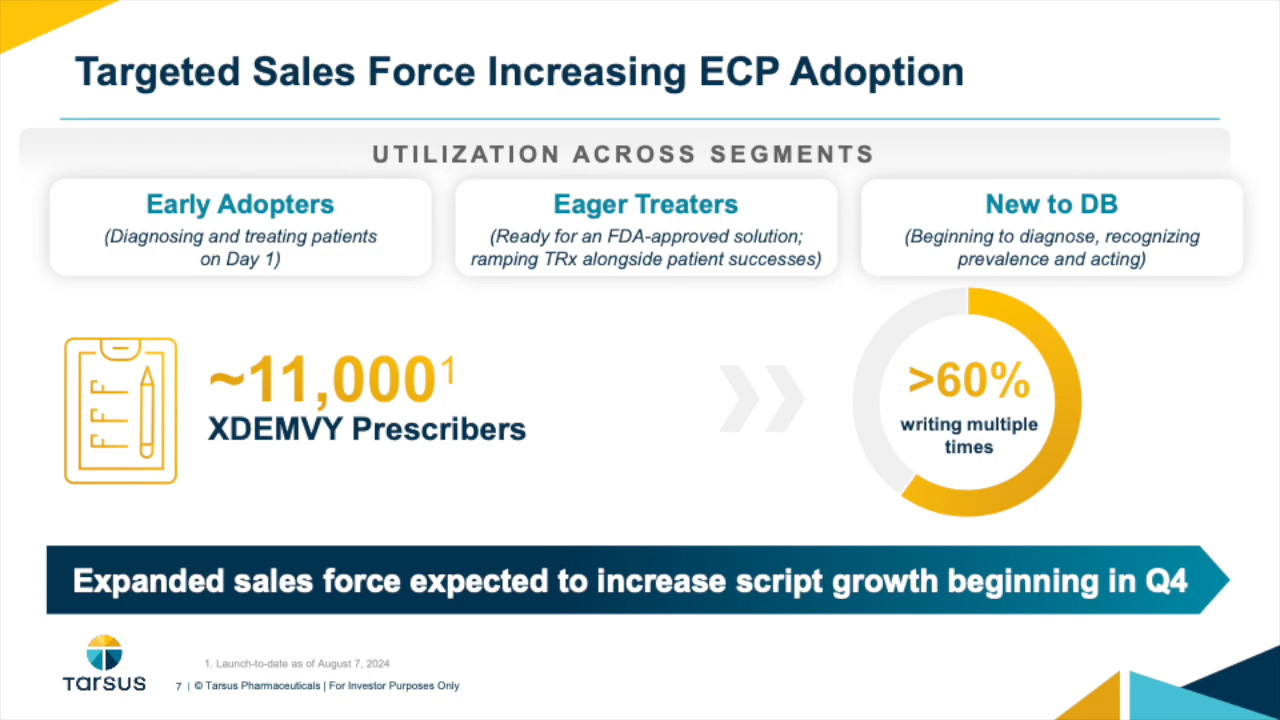 Targeted Sales Force Increasing ECP Adoption
UTILIZATION ACROSS SEGMENTS
Early Adopters
(Diagnosing and treating patients
on Day 1)
Eager Treaters
(Ready for an FDA-approved solution;
ramping TRx alongside patient successes)
New to DB
(Beginning to diagnose, recognizing
prevalence and acting)
~11,000¹
XDEMVY Prescribers
>60%
writing multiple
times
Expanded sales force expected to increase script growth beginning in Q4
Tarsus
1. Launch-to-date as of August 7, 2024
7 | © Tarsus Pharmaceuticals | For Investor Purposes Only